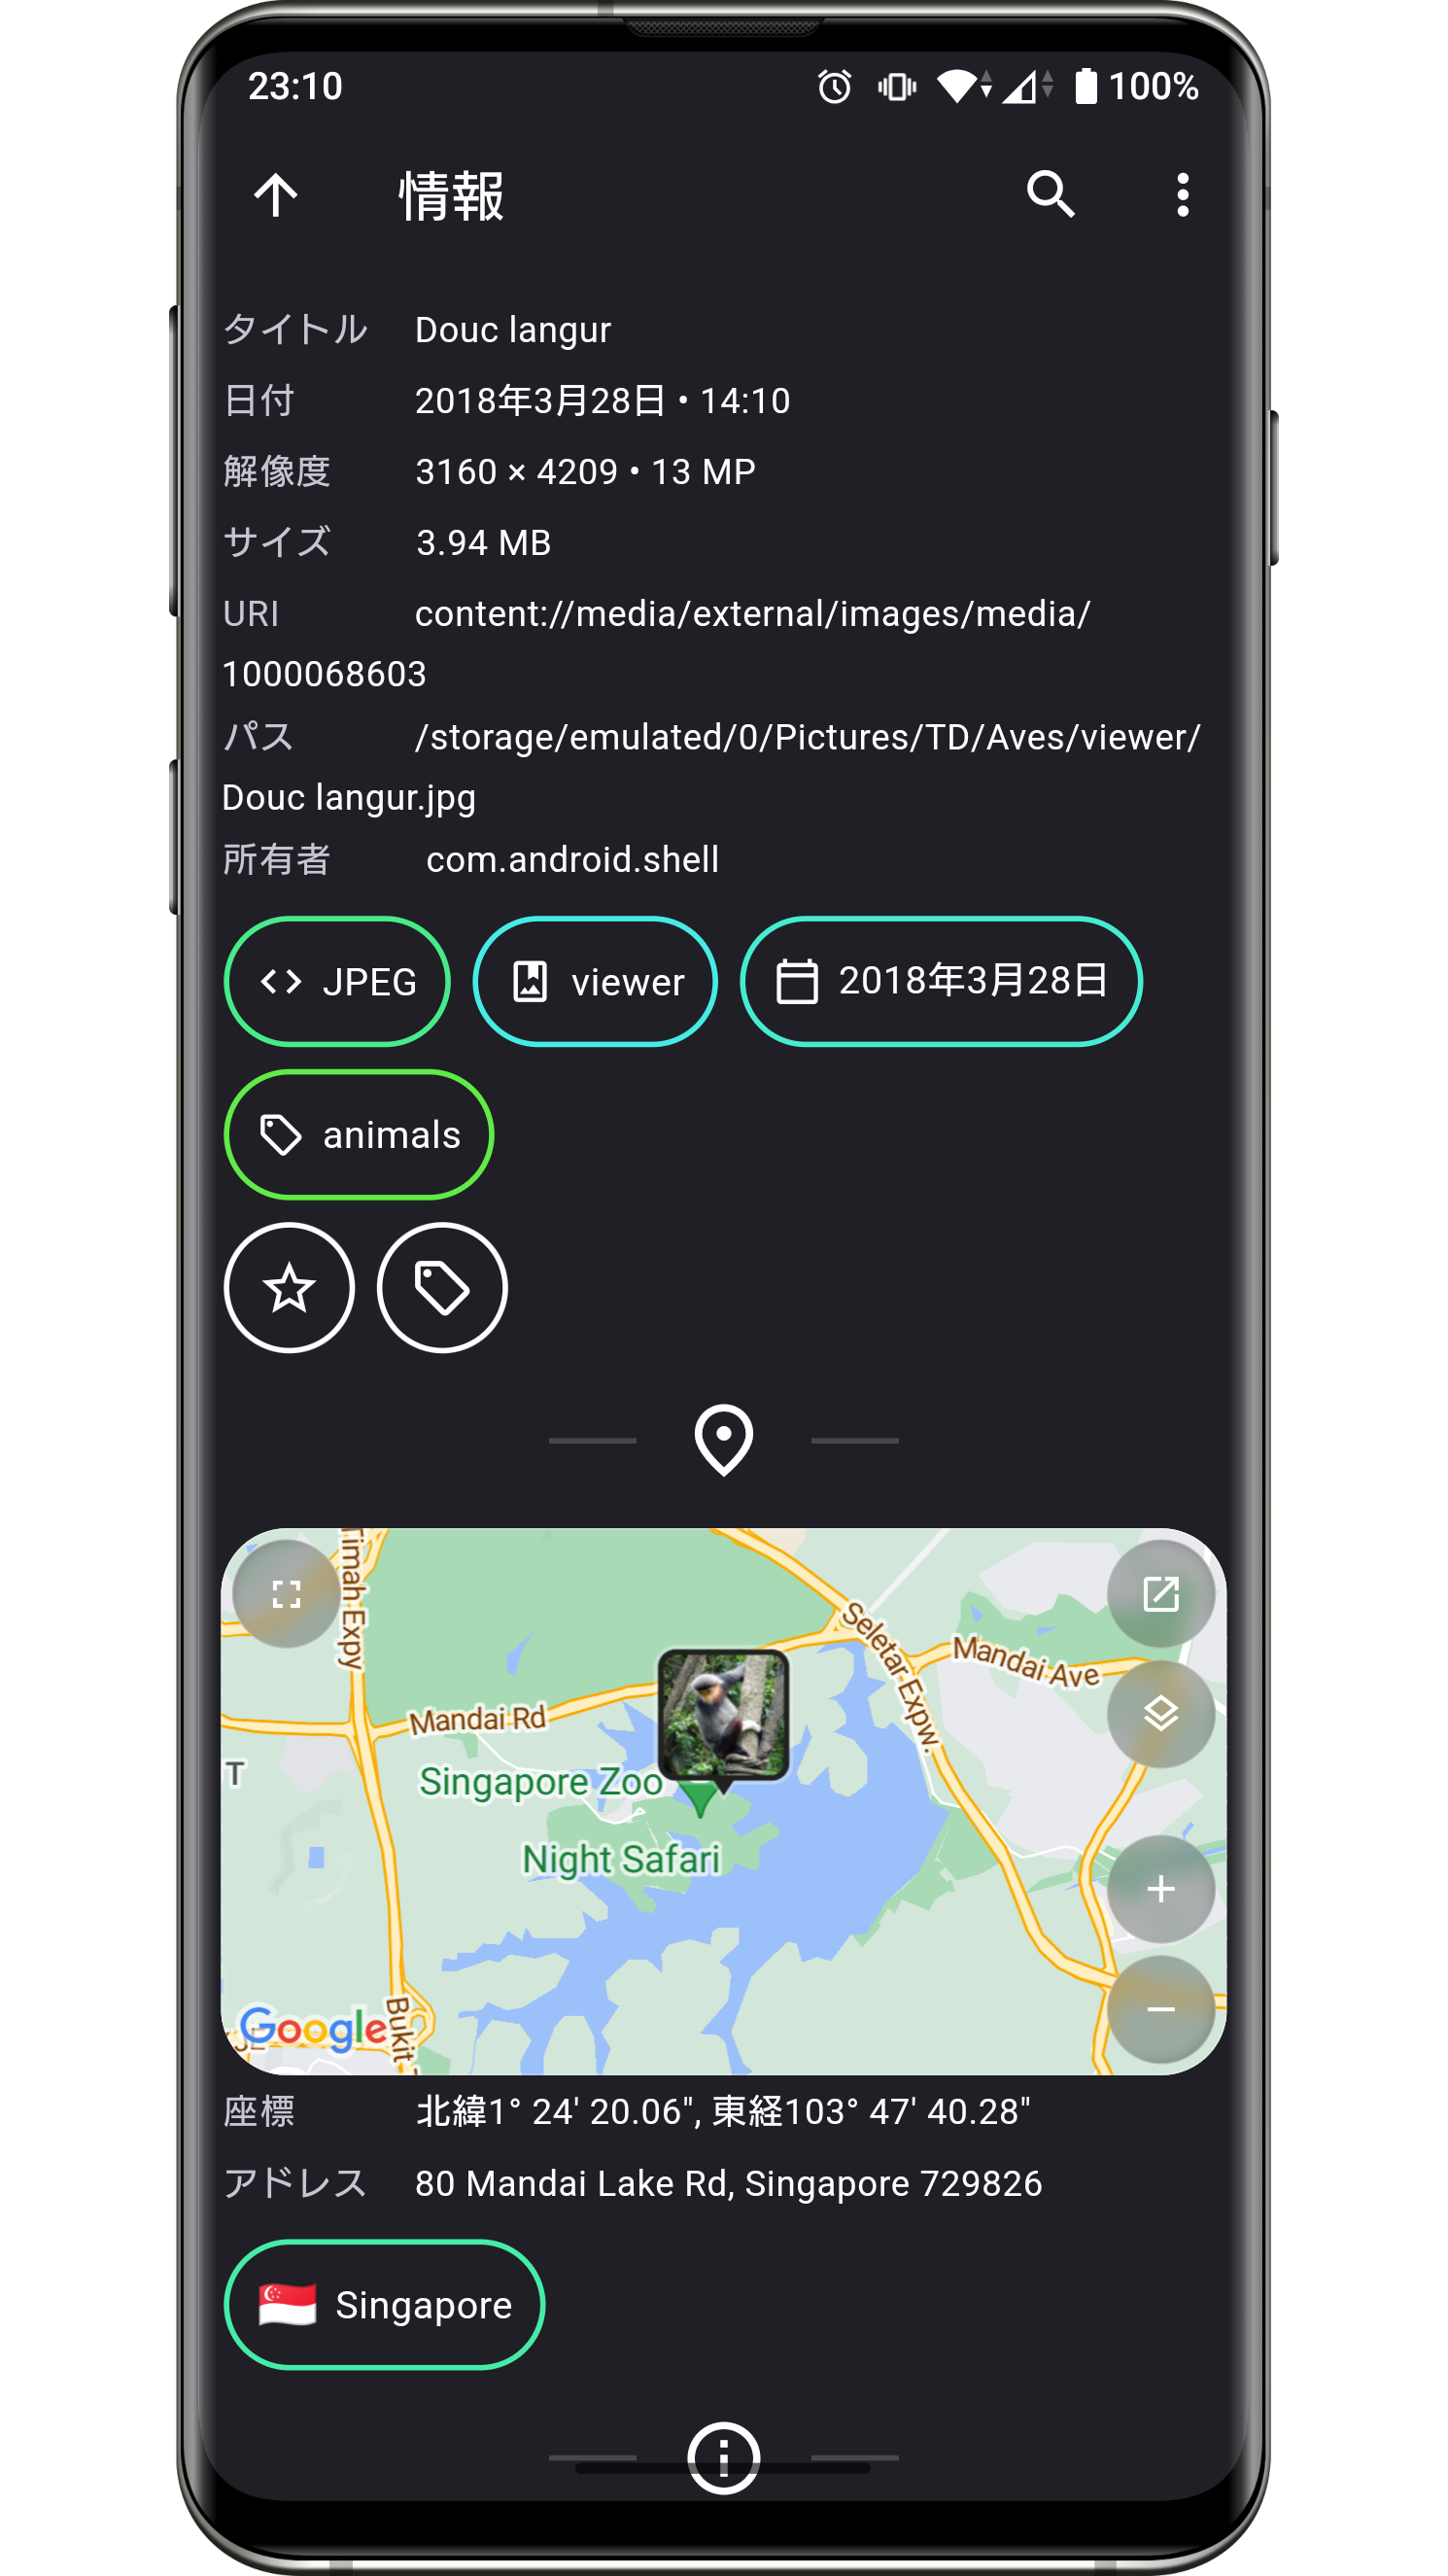 23:10
100%
情報
タイトル Douc langur
日付 2018年3月28日 • 14:10
解像度 3160 × 4209 • 13 MP
サイズ 3.94 MB
URI content://media/external/images/media/
1000068603
パス /storage/emulated/0/Pictures/TD/Aves/viewer/
Douc langur.jpg
所有者 com.android.shell
JPEG
viewer
2018年3月28日
animals
Timah Expy
Seletar Expw.
Mandai Ave
Mandai Rd
T
Singapore Zoo
Night Safari
Google
Bukit
座標 北緯1° 24' 20.06", 東経103° 47' 40.28"
アドレス 80 Mandai Lake Rd, Singapore 729826
Singapore